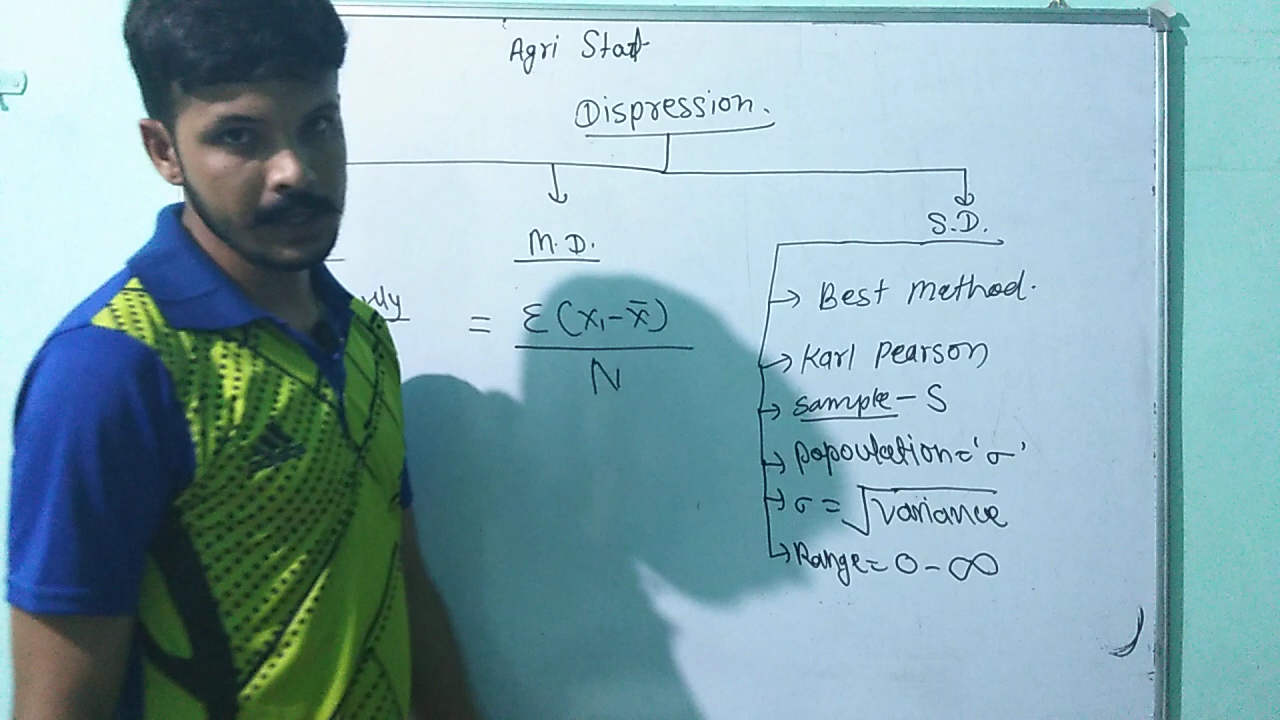 Agri Stat
Dispression.
M.D.
= Σ(x₁-x̄)
N
S.D.
→ Best method.
→ Karl Pearson
→ sample - S
→ popoulation = 'σ'
→ σ = √variance
→ Range = 0 - ∞